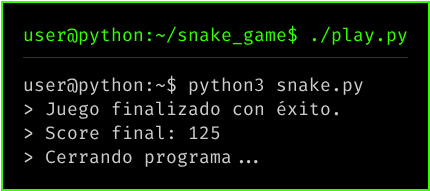 user@python:~/snake_game$ ./play.py
user@python:~$ python3 snake.py
> Juego finalizado con éxito.
> Score final: 125
> Cerrando programa...